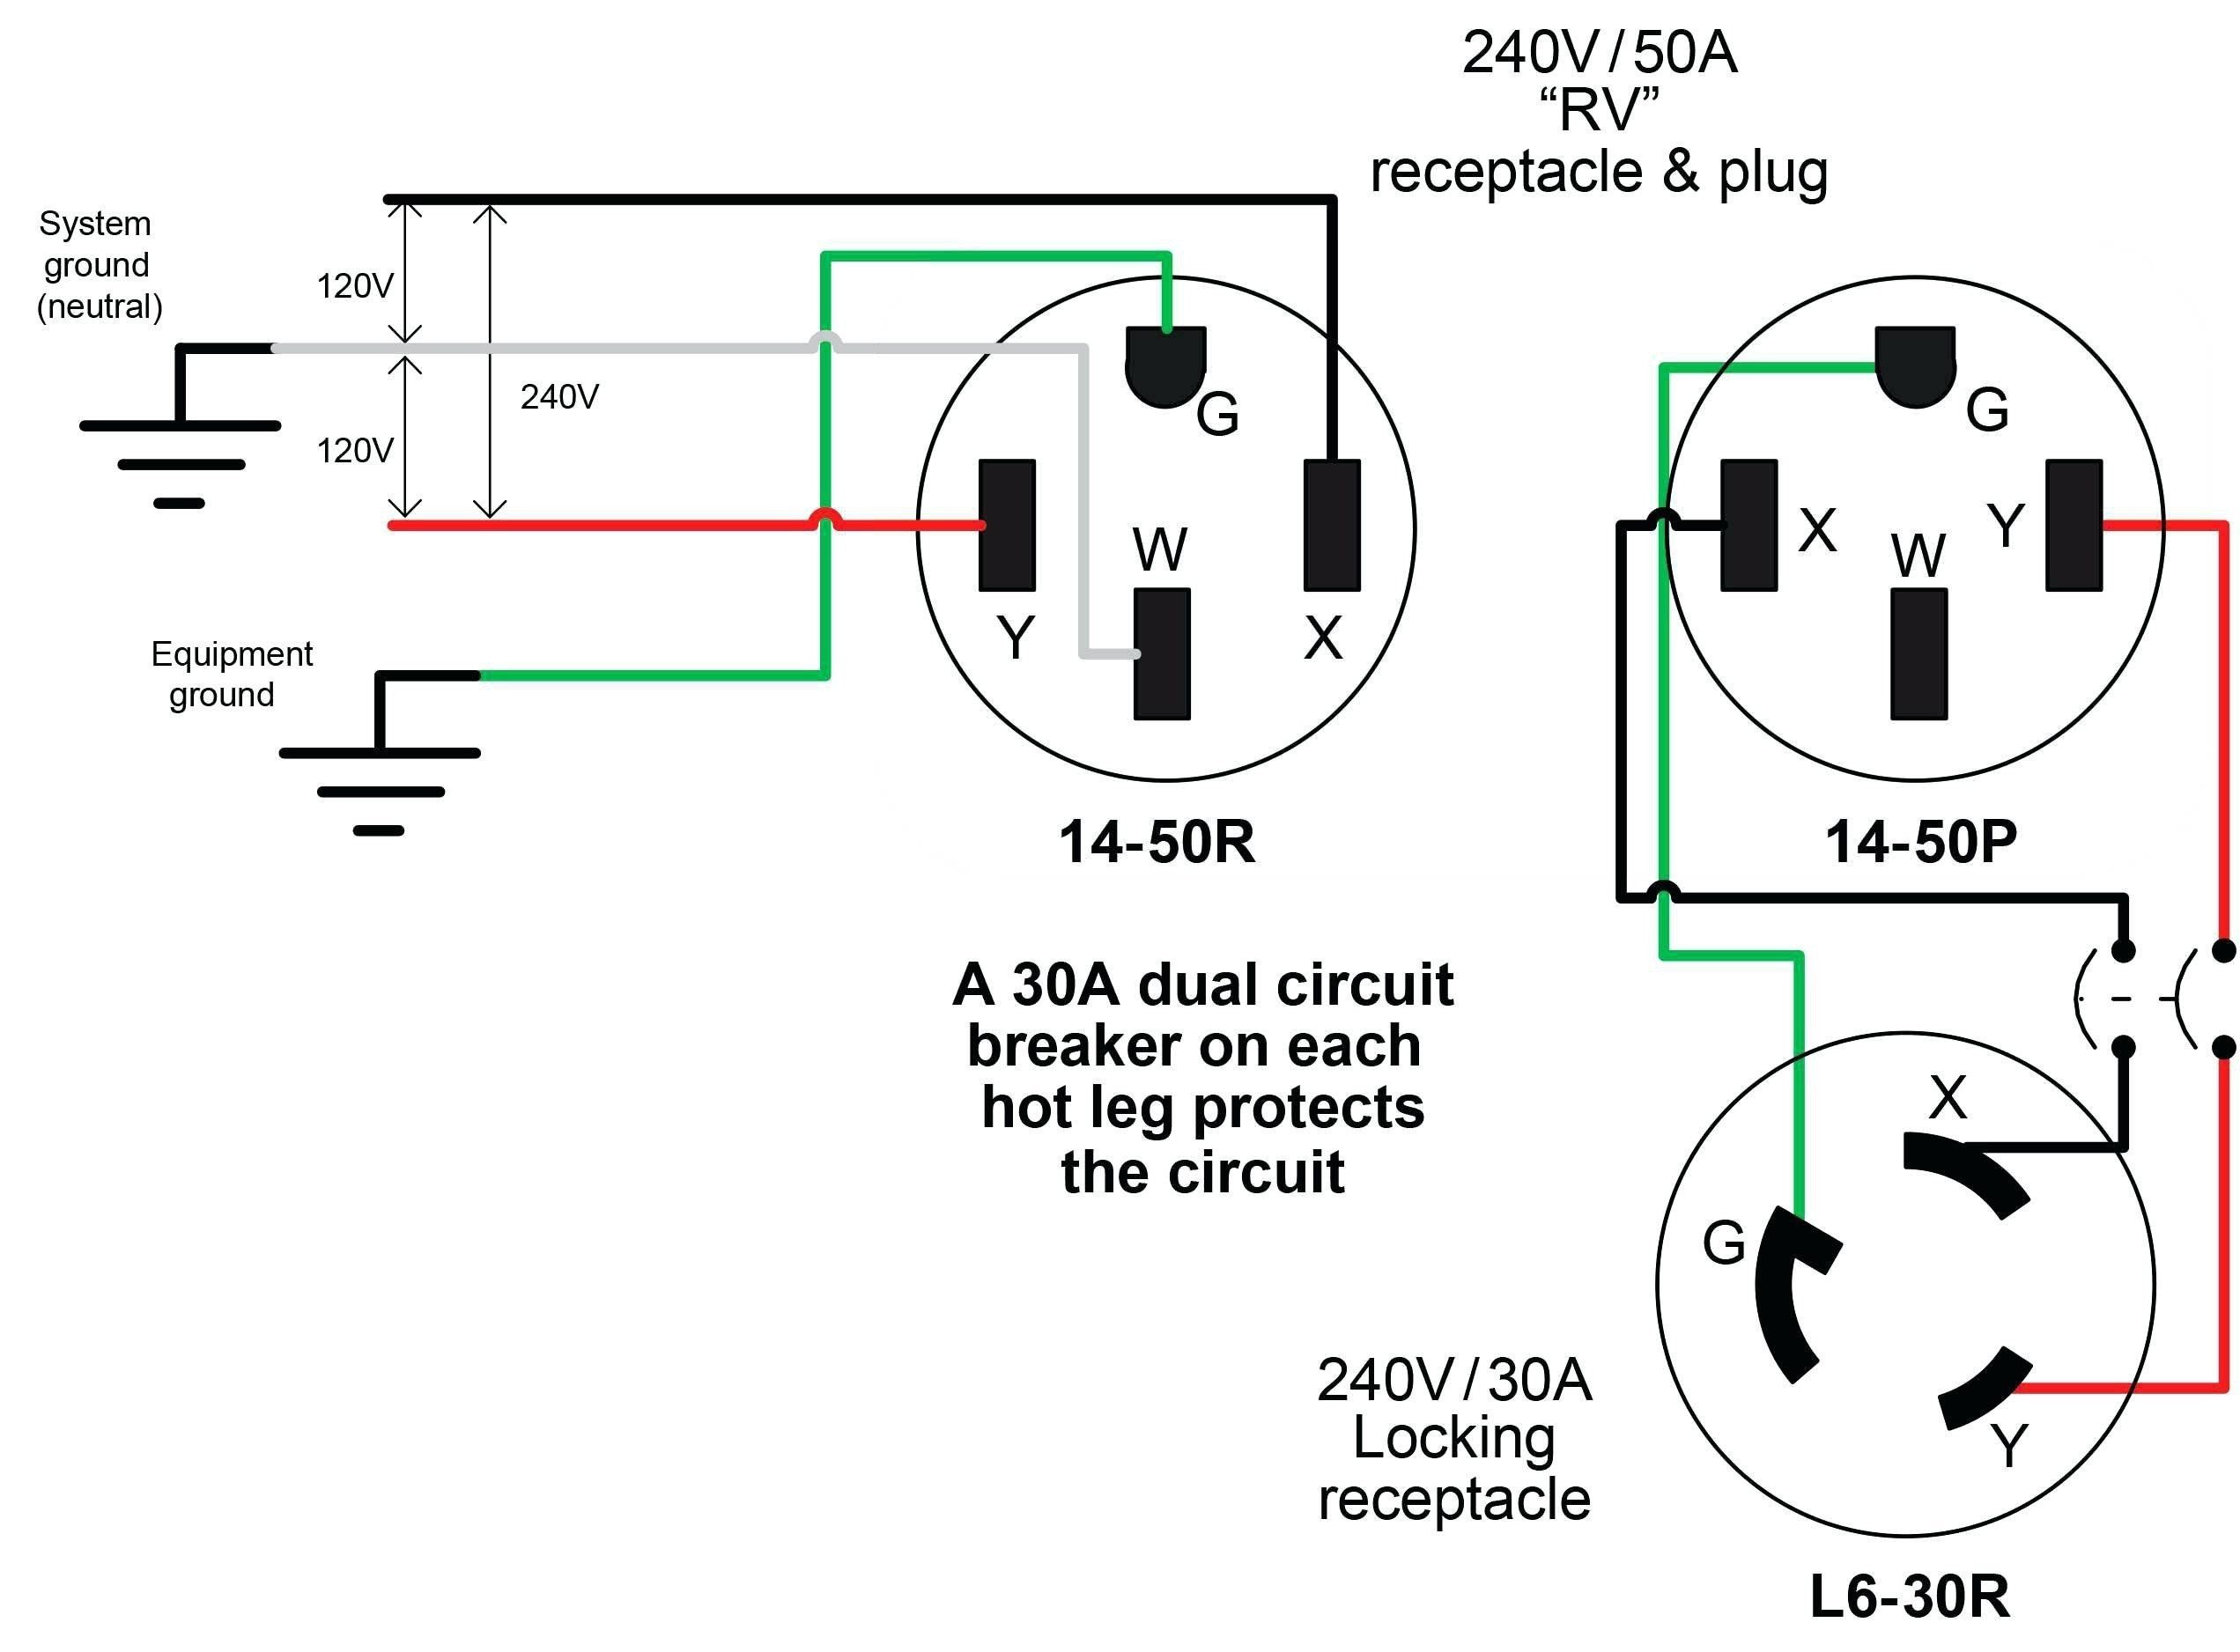 240V/50A
“RV”
receptacle & plug
System
ground
(neutral)
120V
240V
120V
G
W
Y
X
Equipment
ground
14-50R
G
X
Y
W
14-50P
A 30A dual circuit
breaker on each
hot leg protects
the circuit
X
G
Y
240V/30A
Locking
receptacle
L6-30R